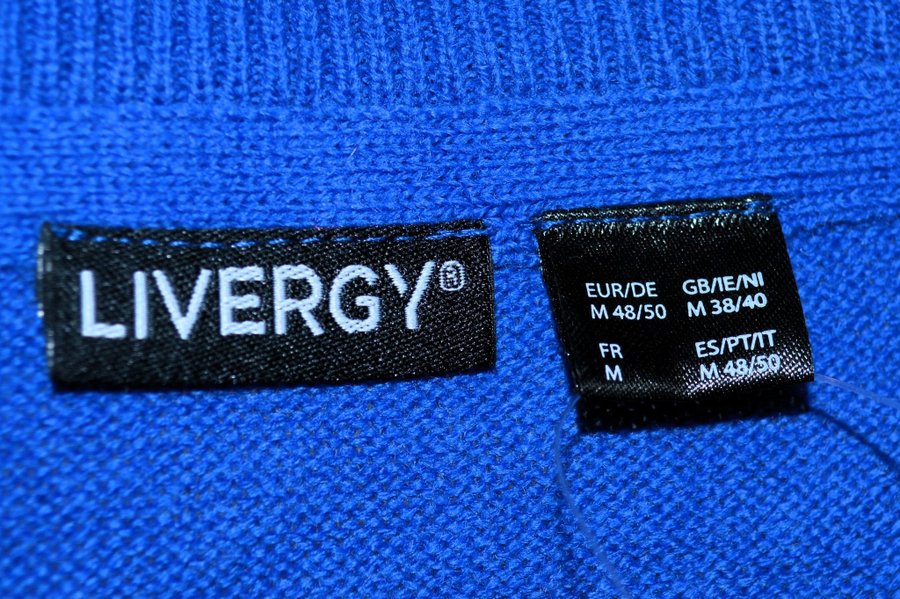 LIVERGY®
EUR/DE GB/IE/NI
M 48/50 M 38/40
FR ES/PT/IT
M M 48/50